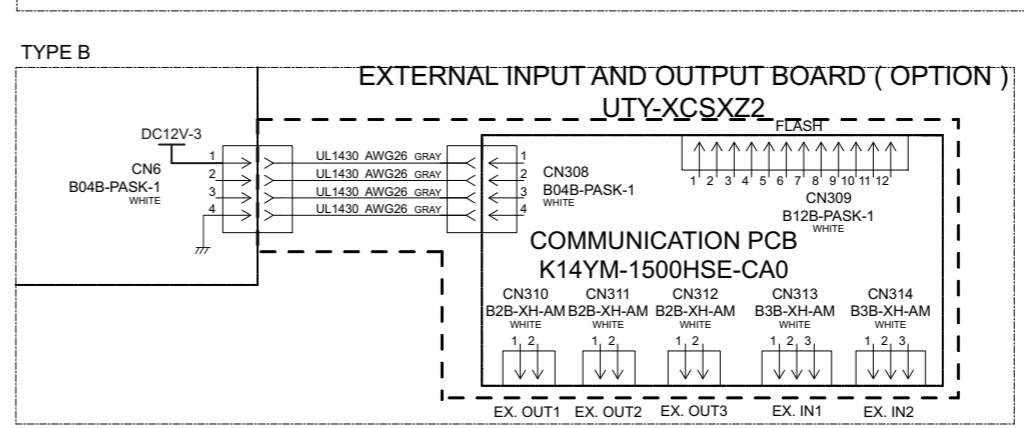 TYPE B
EXTERNAL INPUT AND OUTPUT BOARD ( OPTION )
UTY-XCSXZ2
FLASH
DC12V-3
CN6
B04B-PASK-1
WHITE
1
2
3
4
UL1430 AWG26 GRAY
UL1430 AWG26 GRAY
UL1430 AWG26 GRAY
UL1430 AWG26 GRAY
1
2
3
4
CN308
B04B-PASK-1
WHITE
1 2 3 4 5 6 7 8 9 10 11 12
CN309
B12B-PASK-1
WHITE
COMMUNICATION PCB
K14YM-1500HSE-CA0
CN310 CN311 CN312 CN313 CN314
B2B-XH-AM B2B-XH-AM B2B-XH-AM B3B-XH-AM B3B-XH-AM
WHITE WHITE WHITE WHITE WHITE
1 2 1 2 1 2 1 2 3 1 2 3
EX. OUT1 EX. OUT2 EX. OUT3 EX. IN1 EX. IN2